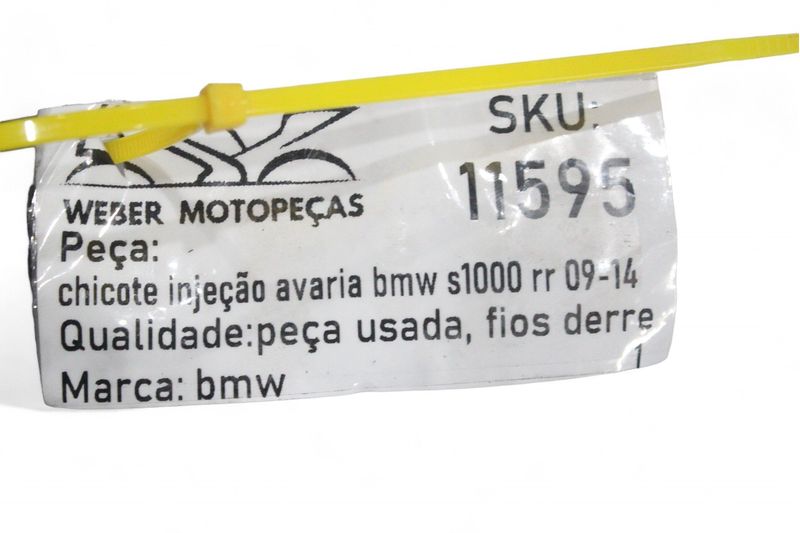 SKU:
11595
WEBER MOTOPEÇAS
Peça:
chicote injeção avaria bmw s1000 rr 09-14
Qualidade:peça usada, fios derre
1
Marca: bmw